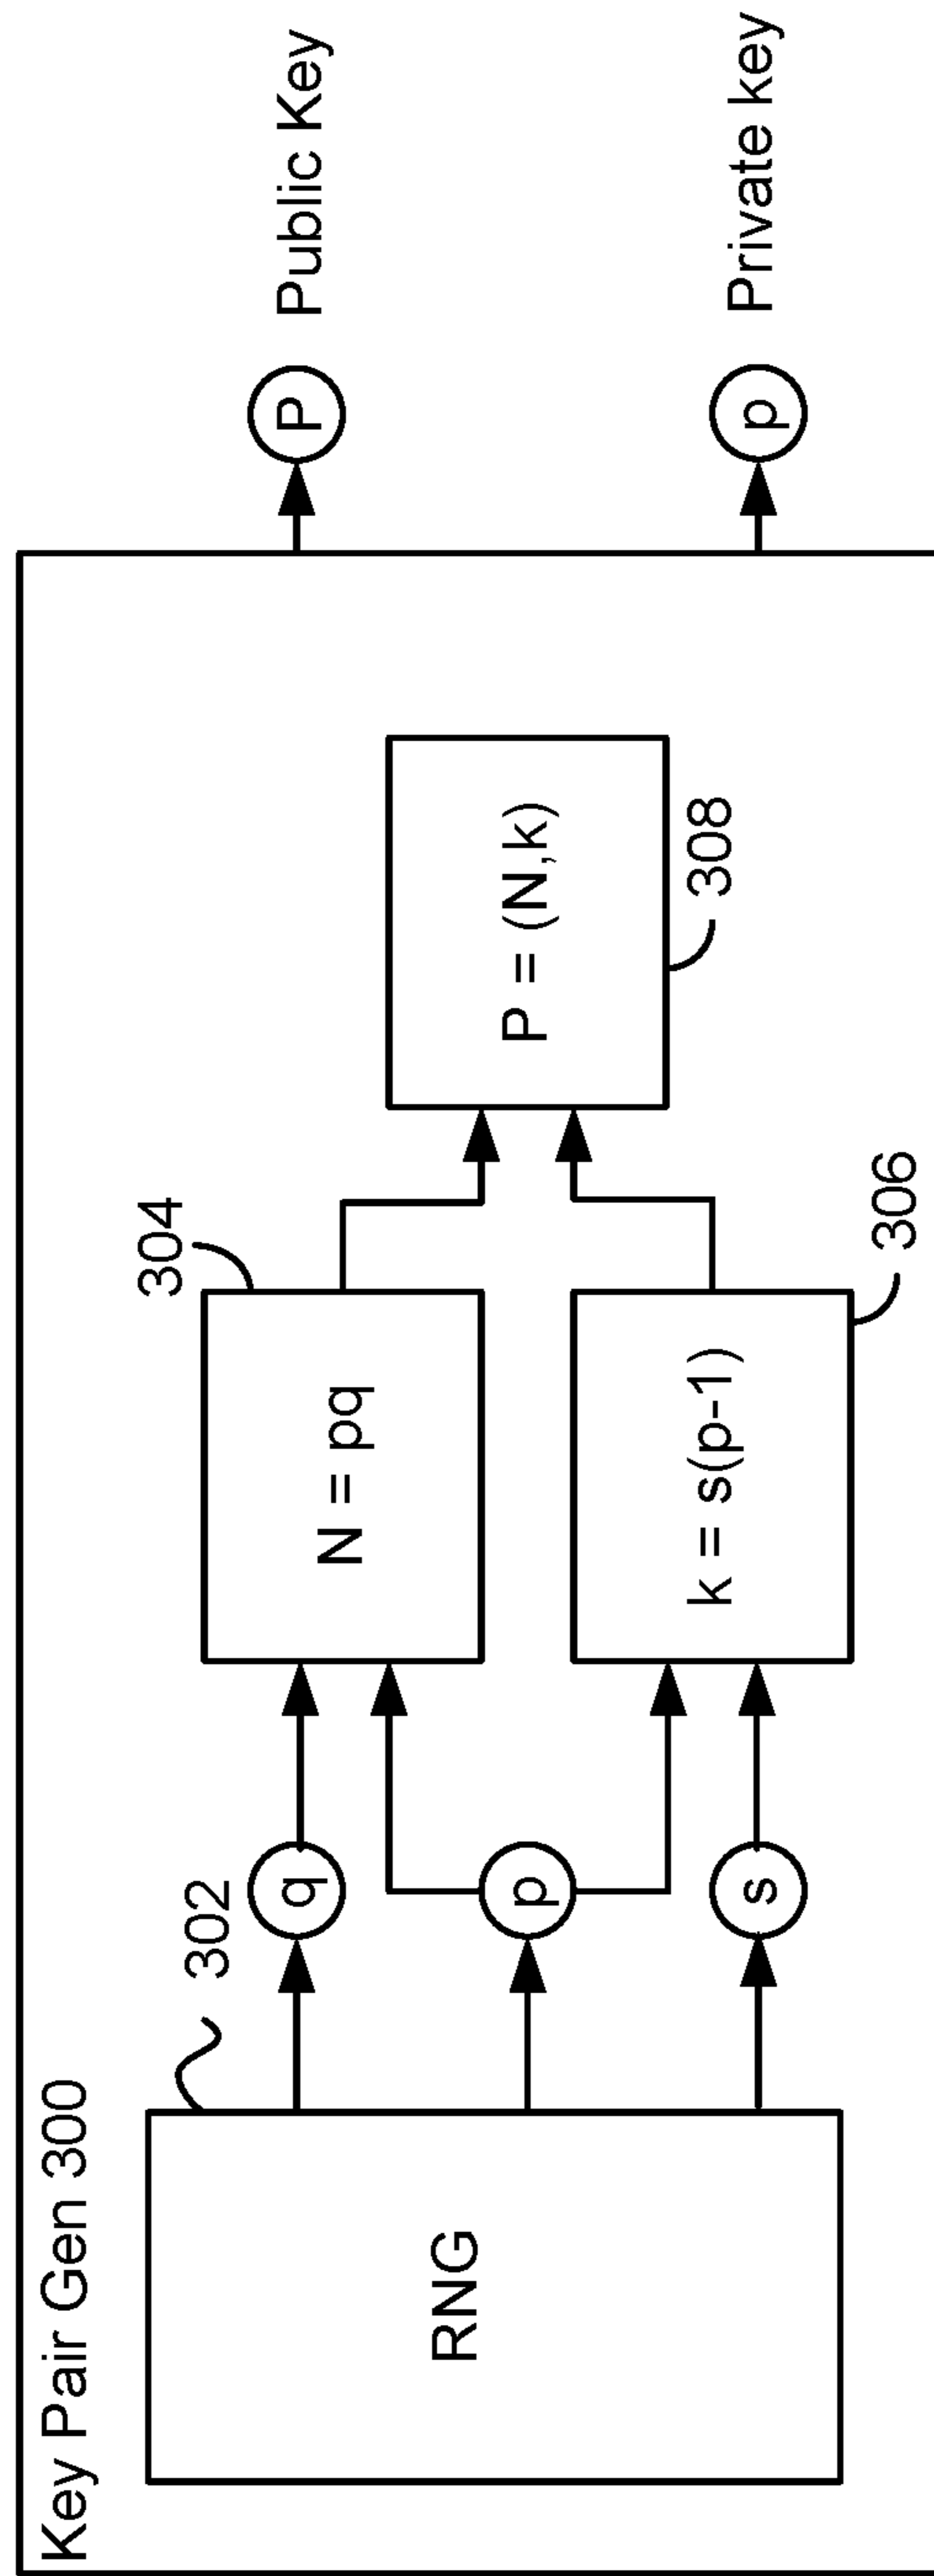 Key Pair Gen 300
RNG
302
q
p
s
304
N = pq
k = s(p-1)
306
P = (N,k)
308
P Public Key
p Private key